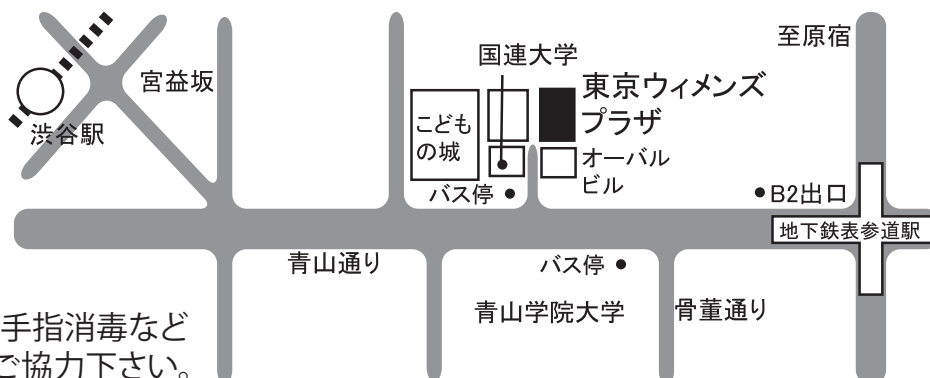 至原宿
国連大学
宮益坂
東京ウィメンズ
プラザ
こども
の城
渋谷駅
オーバル
ビル
バス停
B2出口
地下鉄表参道駅
青山通り
バス停
青山学院大学
骨董通り
手指消毒など
ご協力下さい。